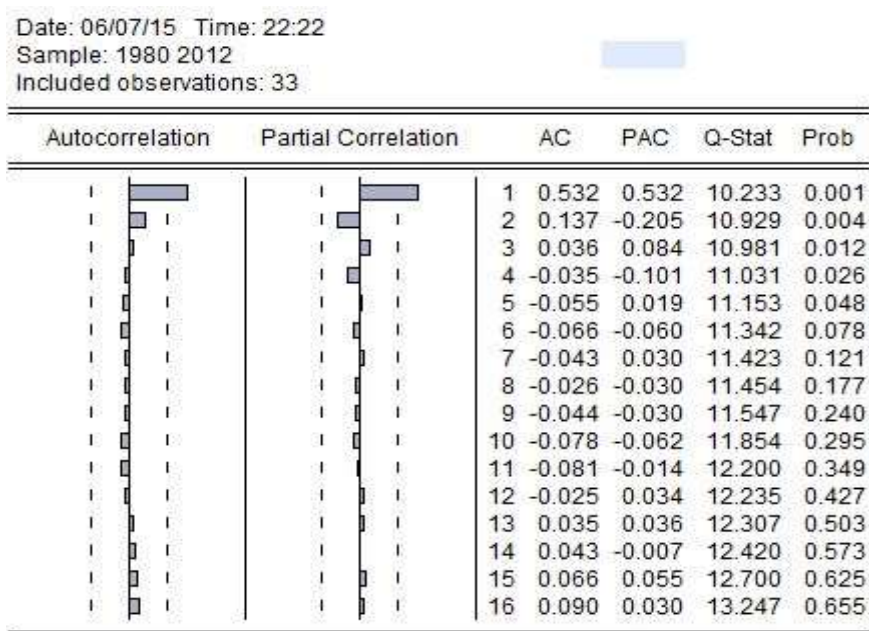 Date: 06/07/15 Time: 22:22
Sample: 1980 2012
Included observations: 33
Autocorrelation Partial Correlation AC PAC Q-Stat Prob
1 0.532 0.532 10.233 0.001
2 0.137 -0.205 10.929 0.004
3 0.036 0.084 10.981 0.012
4 -0.035 -0.101 11.031 0.026
5 -0.055 0.019 11.153 0.048
6 -0.066 -0.060 11.342 0.078
7 -0.043 0.030 11.423 0.121
8 -0.026 -0.030 11.454 0.177
9 -0.044 -0.030 11.547 0.240
10 -0.078 -0.062 11.854 0.295
11 -0.081 -0.014 12.200 0.349
12 -0.025 0.034 12.235 0.427
13 0.035 0.036 12.307 0.503
14 0.043 -0.007 12.420 0.573
15 0.066 0.055 12.700 0.625
16 0.090 0.030 13.247 0.655